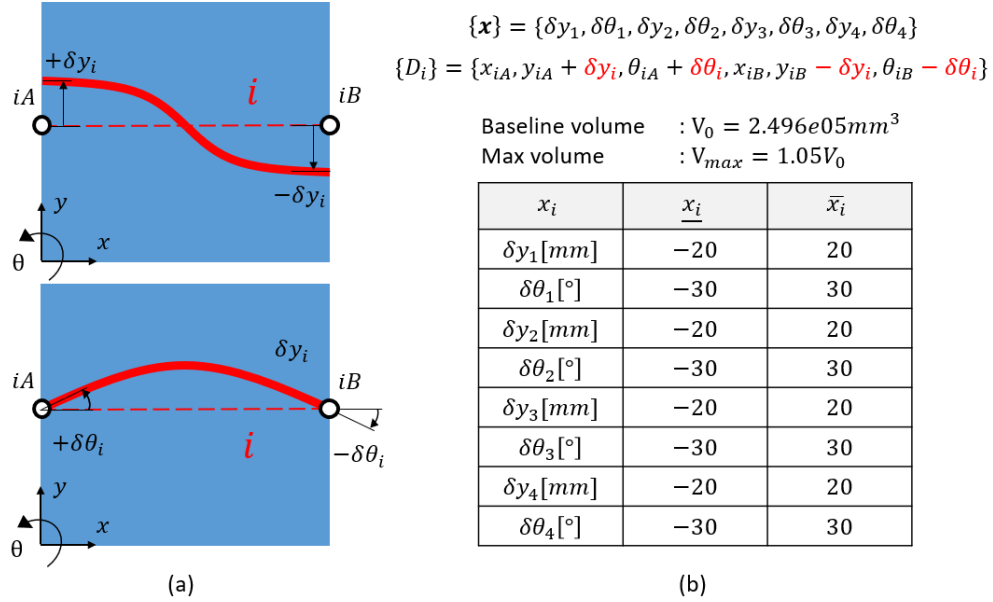 +δy_i
iA
i
iB
−δy_i
y
x
θ
δy_i
iA
iB
+δθ_i
i
−δθ_i
y
x
θ
(a)
{x} = {δy_1, δθ_1, δy_2, δθ_2, δy_3, δθ_3, δy_4, δθ_4}
{D_i} = {x_iA, y_iA + δy_i, θ_iA + δθ_i, x_iB, y_iB − δy_i, θ_iB − δθ_i}
Baseline volume : V_0 = 2.496e05mm^3
Max volume : V_max = 1.05V_0
x_i x̲_i x̅_i
δy_1[mm] −20 20
δθ_1[°] −30 30
δy_2[mm] −20 20
δθ_2[°] −30 30
δy_3[mm] −20 20
δθ_3[°] −30 30
δy_4[mm] −20 20
δθ_4[°] −30 30
(b)